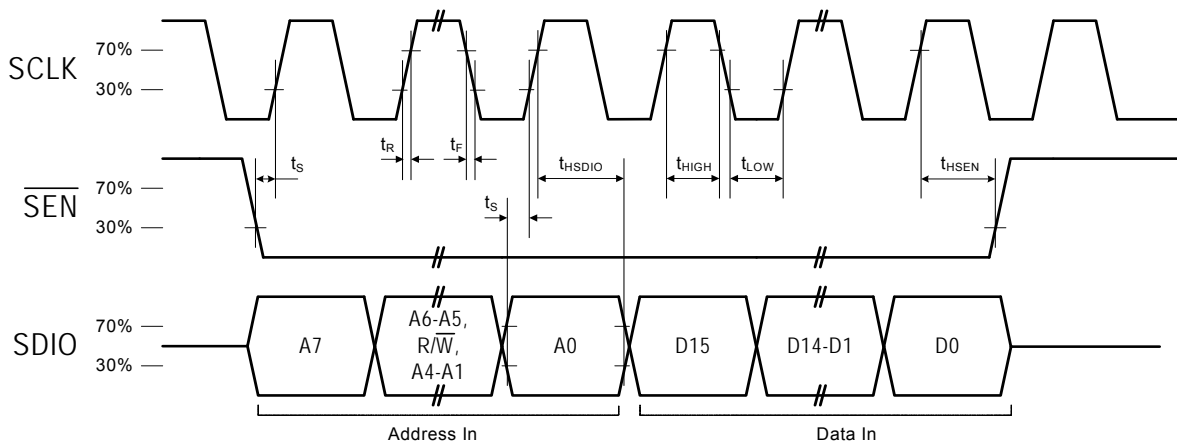 SCLK
70%
30%
tS
tR
tF
tHSDIO
tHIGH
tLOW
tHSEN
SEN
70%
30%
tS
SDIO
70%
30%
A7
A6-A5,
R/W,
A4-A1
A0
D15
D14-D1
D0
Address In
Data In